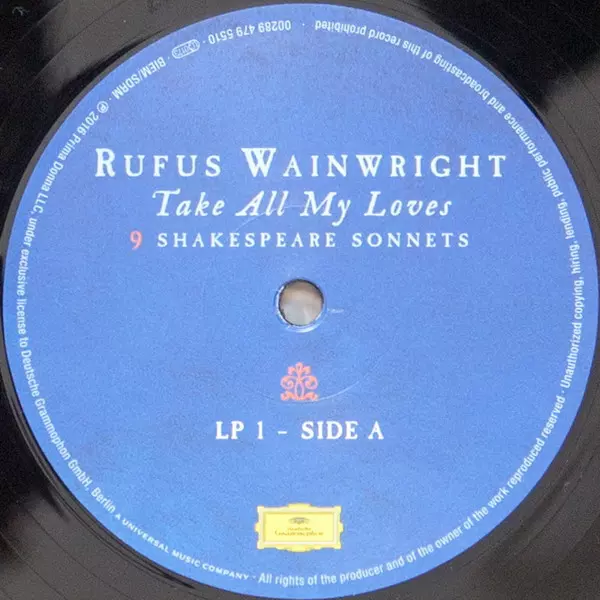 RUFUS WAINWRIGHT
Take All My Loves
9 SHAKESPEARE SONNETS
LP 1 - SIDE A
Deutsche Grammophon
00289 479 5510 · BIEM/SDRM · ℗ 2016 Prima Donna LLC, under exclusive license to Deutsche Grammophon GmbH, Berlin A UNIVERSAL MUSIC COMPANY · All rights of the producer and of the owner of the work reproduced reserved · Unauthorized copying, hiring, lending, public performance and broadcasting of this record prohibited